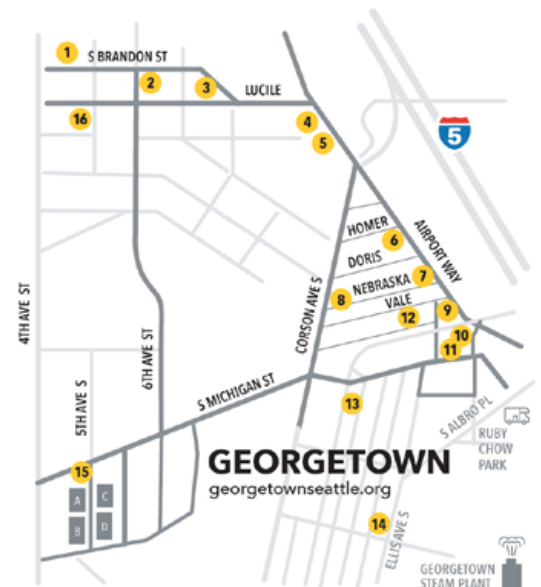 1
S BRANDON ST
2
3
LUCILE
16
4
5
5
HOMER
6
AIRPORT WAY
DORIS
7
NEBRASKA
8
VALE
9
12
CORSON AVE S
10
11
4TH AVE ST
6TH AVE ST
5TH AVE S
S MICHIGAN ST
13
S ALBRO PL
RUBY
CHOW
PARK
GEORGETOWN
georgetownseattle.org
15
A
C
B
D
14
ELLIS AVE S
GEORGETOWN
STEAM PLANT